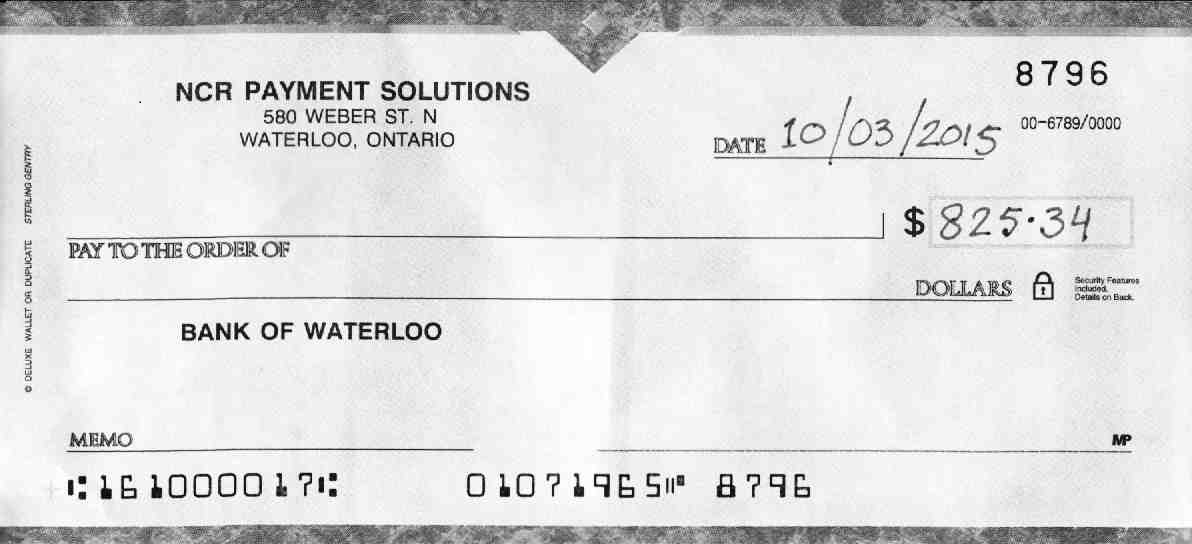 8796
NCR PAYMENT SOLUTIONS
580 WEBER ST. N
WATERLOO, ONTARIO
00-6789/0000
DATE 10/03/2015
$ 825.34
PAY TO THE ORDER OF
DOLLARS
Security Features
Included.
Details on Back.
BANK OF WATERLOO
MEMO
MP
⑆161000017⑆ 010719655⑈ 8796
© DELUXE WALLET OR DUPLICATE STERLING GENTRY